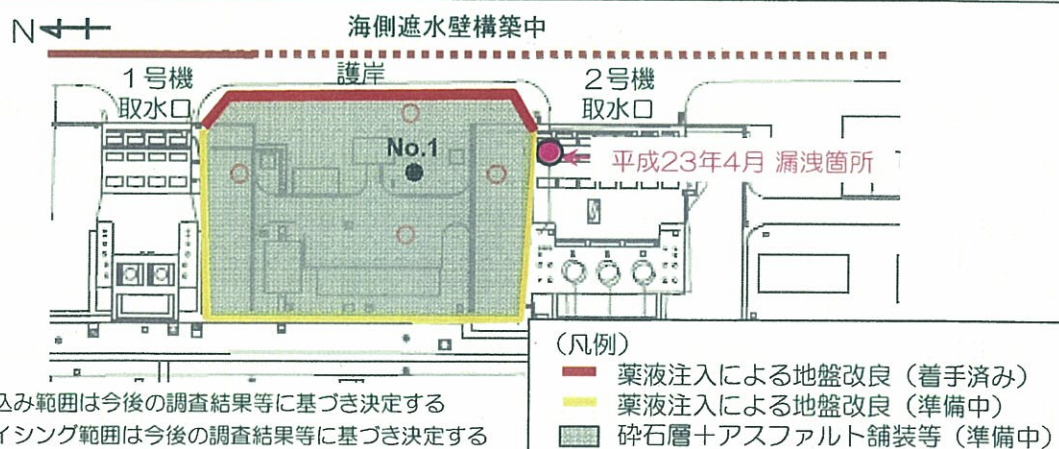 N
海側遮水壁構築中
1号機
取水口
護岸
2号機
取水口
No.1
平成23年4月 漏洩箇所
(凡例)
薬液注入による地盤改良(着手済み)
薬液注入による地盤改良(準備中)
砕石層+アスファルト舗装等(準備中)
込み範囲は今後の調査結果等に基づき決定する
イシング範囲は今後の調査結果等に基づき決定する